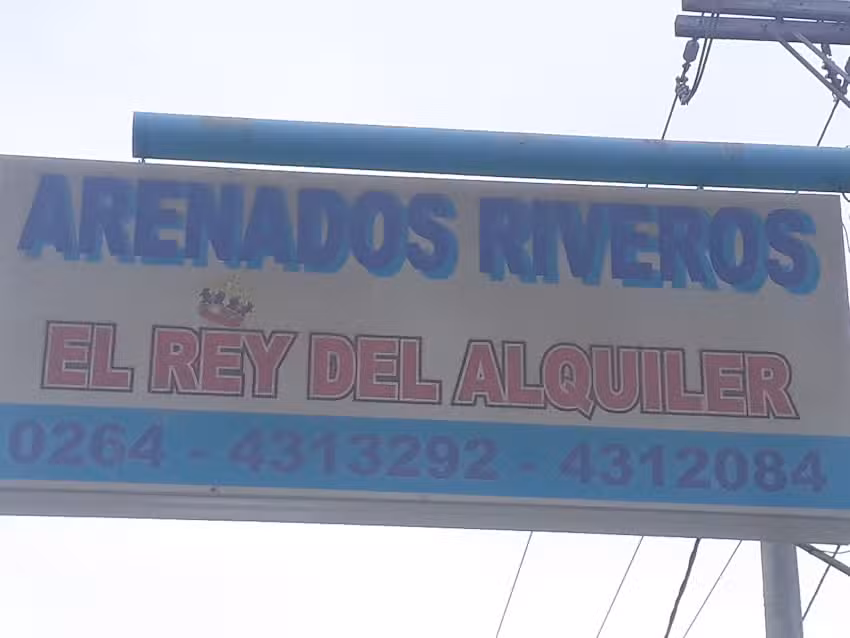 ARENADOS RIVEROS
EL REY DEL ALQUILER
0264 - 4313292 - 4312084